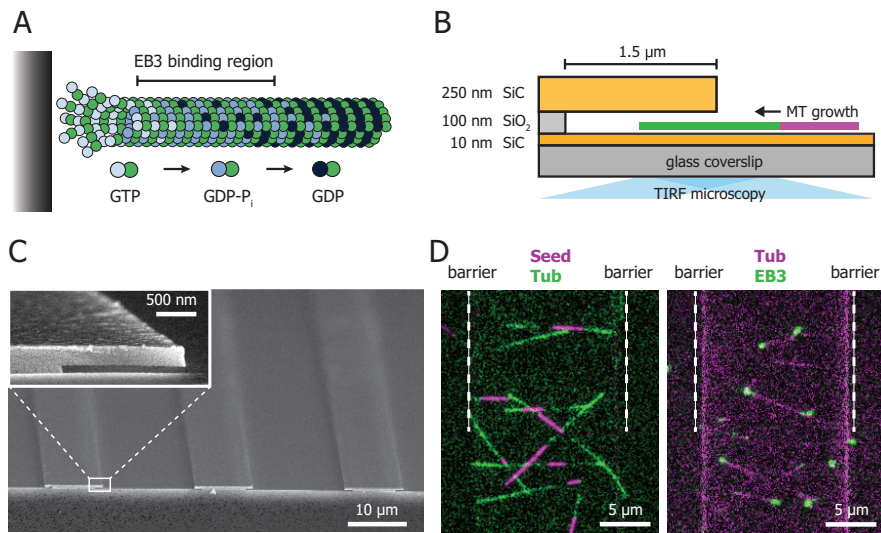 A
EB3 binding region
GTP
GDP-Pi
GDP
B
1.5 µm
250 nm SiC
100 nm SiO2
10 nm SiC
MT growth
glass coverslip
TIRF microscopy
C
500 nm
10 µm
D
Seed
Tub
barrier
barrier
5 µm
Tub
EB3
barrier
barrier
5 µm